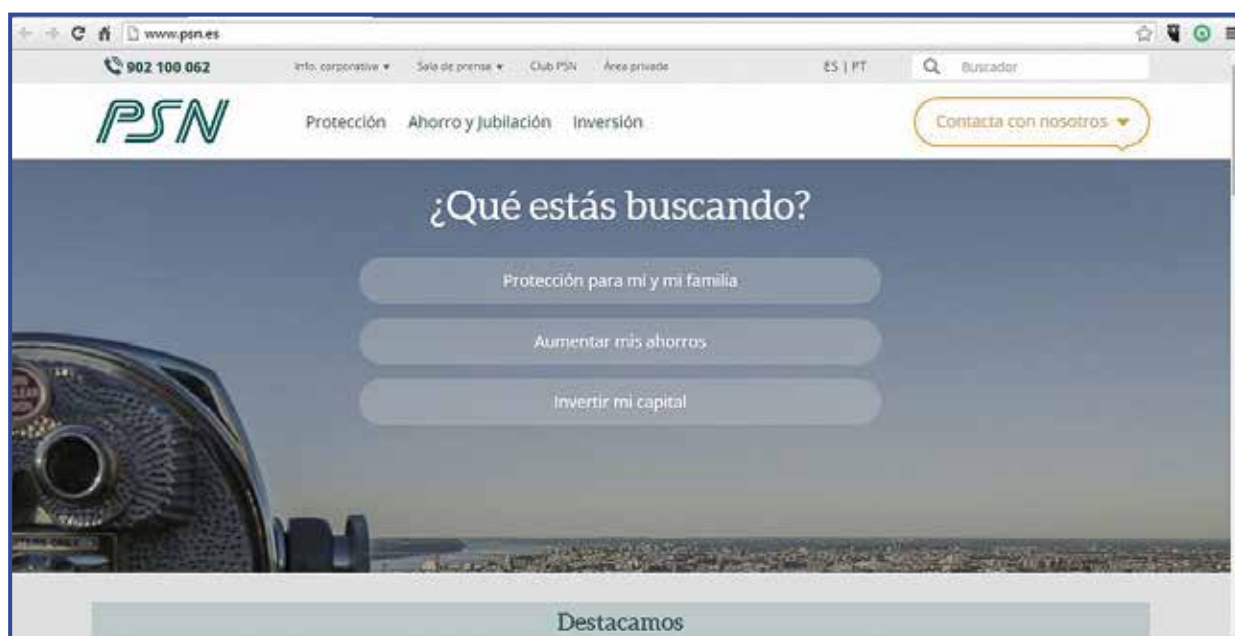 www.psn.es
902 100 062
Info. corporativa
Sala de prensa
Club PSN
Área privada
ES | PT
Buscador
PSN
Protección
Ahorro y Jubilación
Inversión
Contacta con nosotros
¿Qué estás buscando?
Protección para mí y mi familia
Aumentar mis ahorros
Invertir mi capital
CLEAR
Destacamos